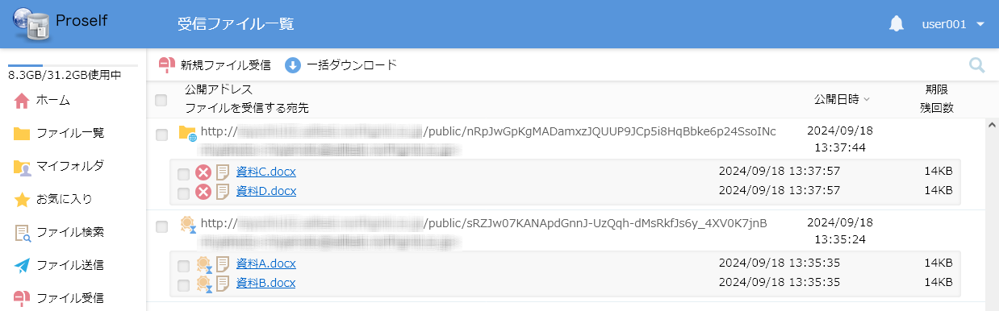 Proself
受信ファイル一覧
user001
8.3GB/31.2GB使用中
ホーム
ファイル一覧
マイフォルダ
お気に入り
ファイル検索
ファイル送信
ファイル受信
新規ファイル受信
一括ダウンロード
公開アドレス
ファイルを受信する宛先
公開日時
期限
残回数
http://
/public/nRpJwGpKgMADamxzJQUUP9JCp5i8HqBbke6p24SsoINc
2024/09/18
13:37:44
資料C.docx 2024/09/18 13:37:57 14KB
資料D.docx 2024/09/18 13:37:57 14KB
http://
/public/sRZJw07KANApdGnnJ-UzQqh-dMsRkfJs6y_4XV0K7jnB
2024/09/18
13:35:24
資料A.docx 2024/09/18 13:35:35 14KB
資料B.docx 2024/09/18 13:35:35 14KB